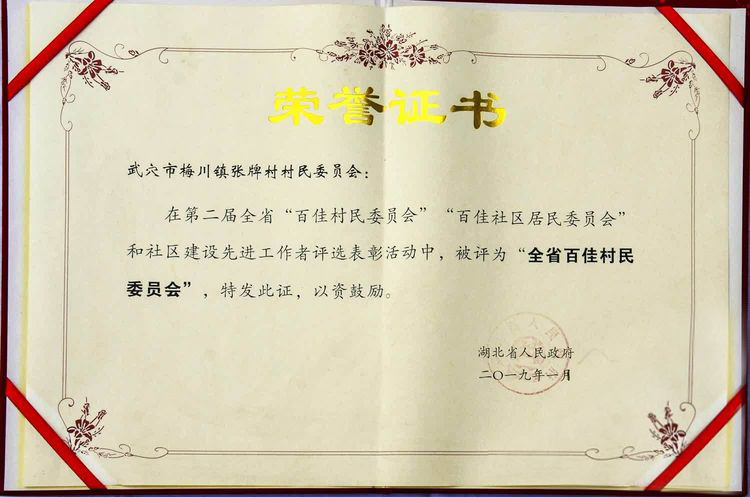 荣誉证书
武穴市梅川镇张牌村村民委员会：
在第二届全省“百佳村民委员会”“百佳社区居民委员会”
和社区建设先进工作者评选表彰活动中，被评为“全省百佳村民
委员会”，特发此证，以资鼓励。
湖北省人民政府
二〇一九年一月